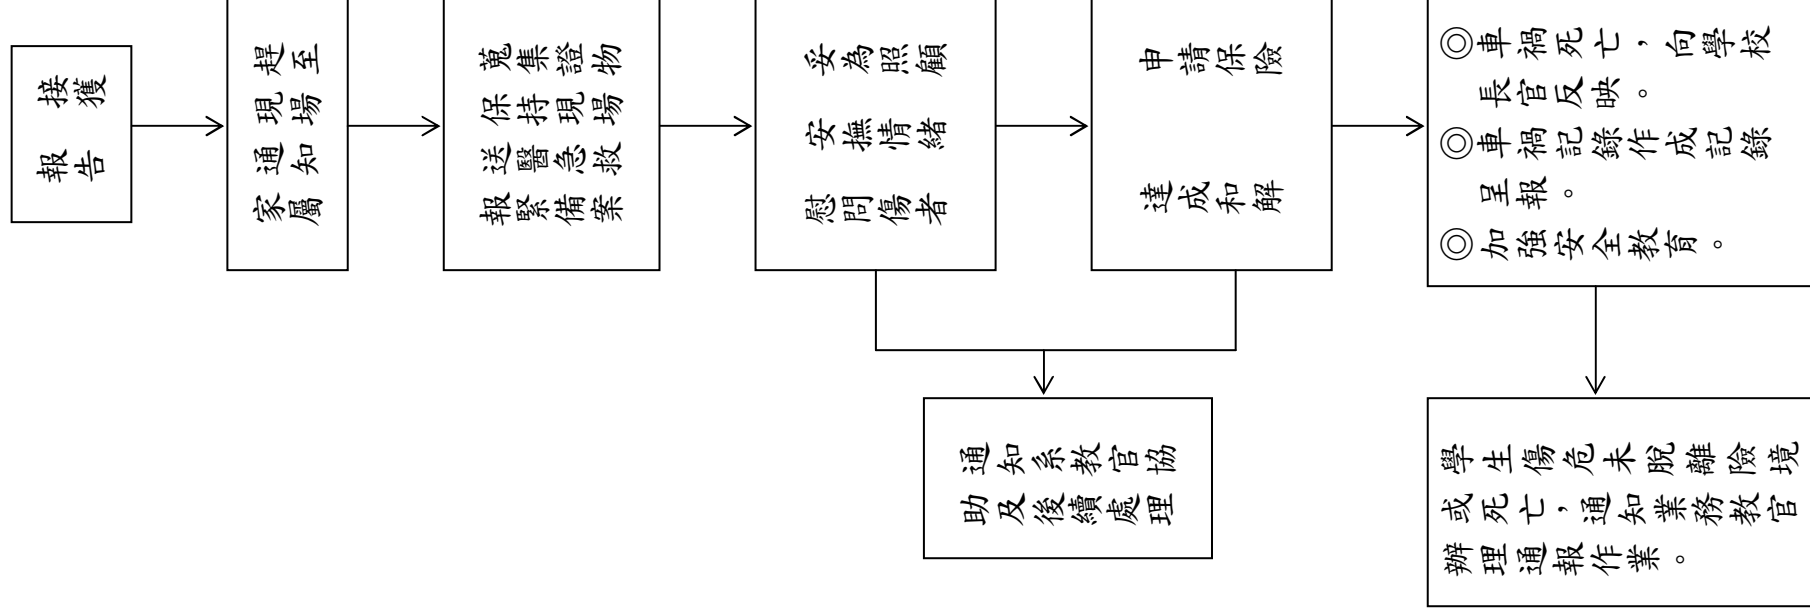 接獲
報告
趕至
現場
通知
家屬
蒐集證物
保持現場
送醫急救
報緊備案
妥為照顧
安撫情緒
慰問傷者
申請保險
達成和解
◎車禍死亡，向學校
長官反映。
◎車禍記錄作成記錄
呈報。
◎加強安全教育。
通知系教官協
助及後續處理
學生傷危未脫離險境
或死亡，通知業務教官
辦理通報作業。